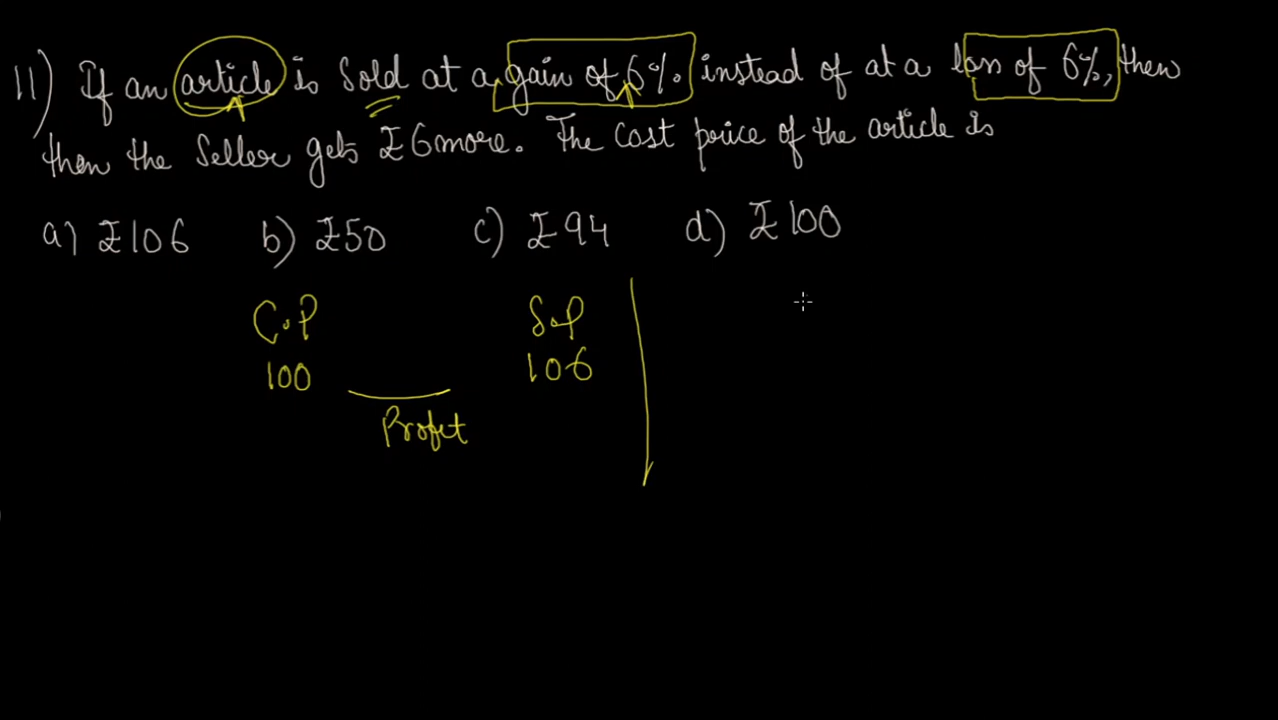 11) If an article is Sold at a gain of 6% instead of at a loss of 6%, then
then the Seller gets ₹6 more. The Cost price of the article is
a) ₹106 b) ₹50 c) ₹94 d) ₹100
C.P S.P
100 106
Profit